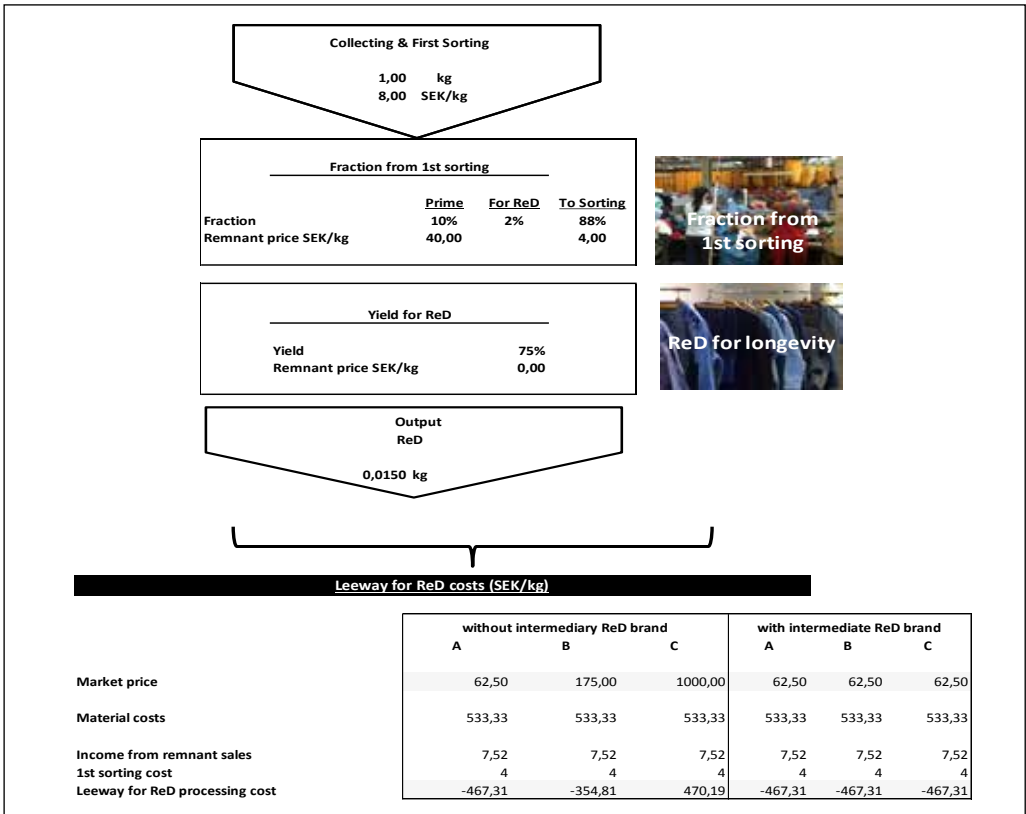 Collecting & First Sorting
1,00 kg
8,00 SEK/kg
Fraction from 1st sorting
Prime For ReD To Sorting
Fraction 10% 2% 88%
Remnant price SEK/kg 40,00 4,00
Fraction from
1st sorting
Yield for ReD
Yield 75%
Remnant price SEK/kg 0,00
ReD for longevity
Output
ReD
0,0150 kg
Leeway for ReD costs (SEK/kg)
without intermediary ReD brand with intermediate ReD brand
A B C A B C
Market price 62,50 175,00 1000,00 62,50 62,50 62,50
Material costs 533,33 533,33 533,33 533,33 533,33 533,33
Income from remnant sales 7,52 7,52 7,52 7,52 7,52 7,52
1st sorting cost 4 4 4 4 4 4
Leeway for ReD processing cost -467,31 -354,81 470,19 -467,31 -467,31 -467,31